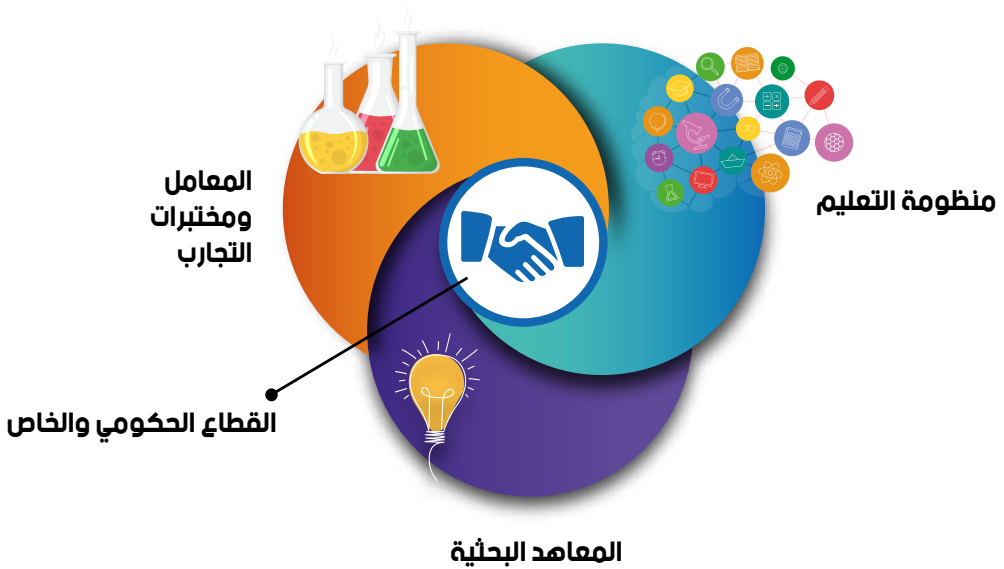 منظومة التعليم
المعامل
ومختبرات
التجارب
القطاع الحكومي والخاص
المعاهد البحثية